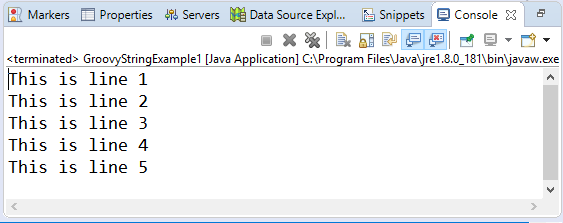 Markers Properties Servers Data Source Expl... Snippets Console
<terminated> GroovyStringExample1 [Java Application] C:\Program Files\Java\jre1.8.0_181\bin\javaw.exe
This is line 1
This is line 2
This is line 3
This is line 4
This is line 5